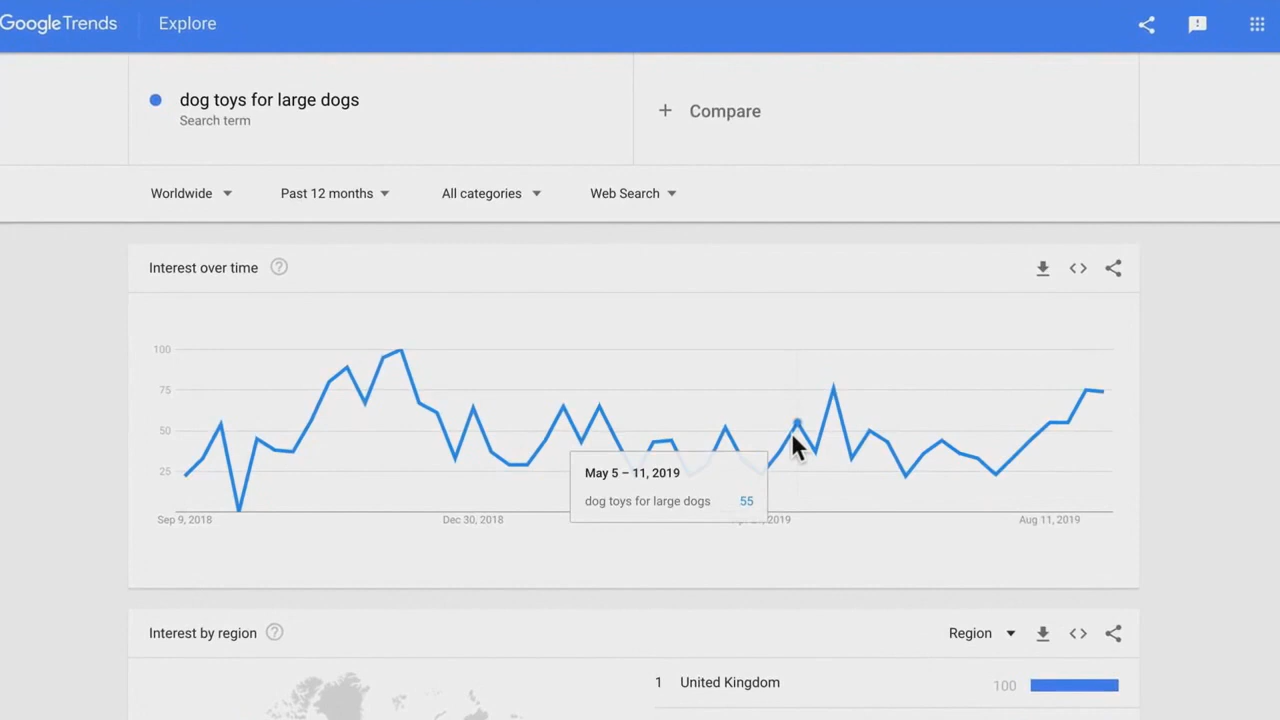 GoogleTrends Explore
dog toys for large dogs
Search term
+ Compare
Worldwide Past 12 months All categories Web Search
Interest over time ?
100
75
50
25
May 5 – 11, 2019
dog toys for large dogs 55
Sep 9, 2018 Dec 30, 2018 2019 Aug 11, 2019
Interest by region ? Region
1 United Kingdom 100